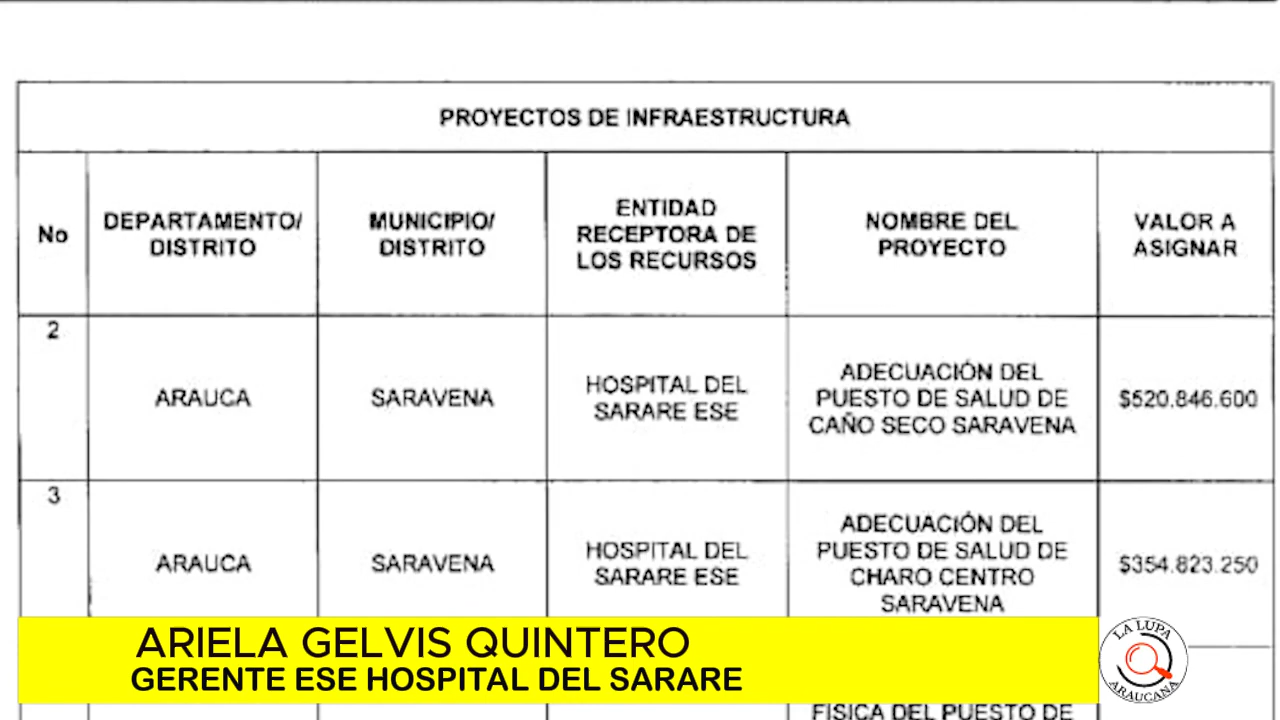 PROYECTOS DE INFRAESTRUCTURA
No
DEPARTAMENTO/
DISTRITO
MUNICIPIO/
DISTRITO
ENTIDAD
RECEPTORA DE
LOS RECURSOS
NOMBRE DEL
PROYECTO
VALOR A
ASIGNAR
2
ARAUCA
SARAVENA
HOSPITAL DEL
SARARE ESE
ADECUACIÓN DEL
PUESTO DE SALUD DE
CAÑO SECO SARAVENA
$520.846.600
3
ARAUCA
SARAVENA
HOSPITAL DEL
SARARE ESE
ADECUACIÓN DEL
PUESTO DE SALUD DE
CHARO CENTRO
SARAVENA
$354.823.250
ARIELA GELVIS QUINTERO
GERENTE ESE HOSPITAL DEL SARARE
LA LUPA
ARAUCANA
FISICA DEL PUESTO DE